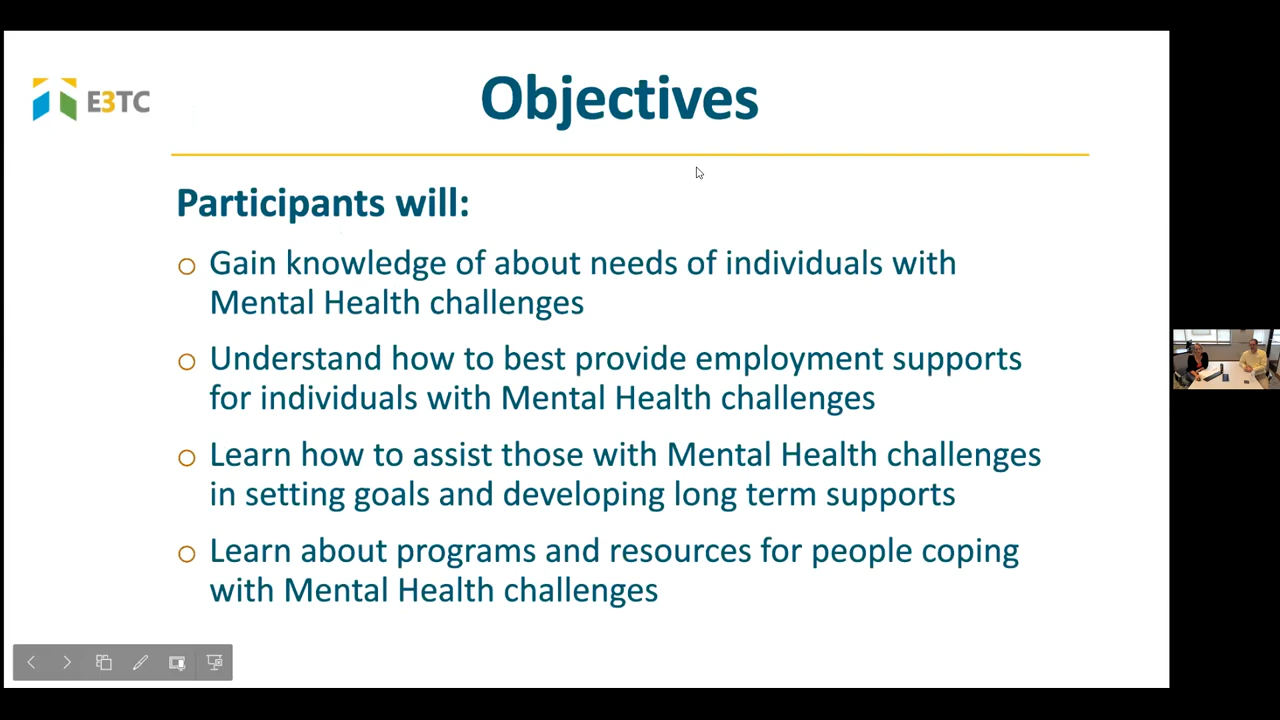 E3TC
Objectives
Participants will:
Gain knowledge of about needs of individuals with
Mental Health challenges
Understand how to best provide employment supports
for individuals with Mental Health challenges
Learn how to assist those with Mental Health challenges
in setting goals and developing long term supports
Learn about programs and resources for people coping
with Mental Health challenges